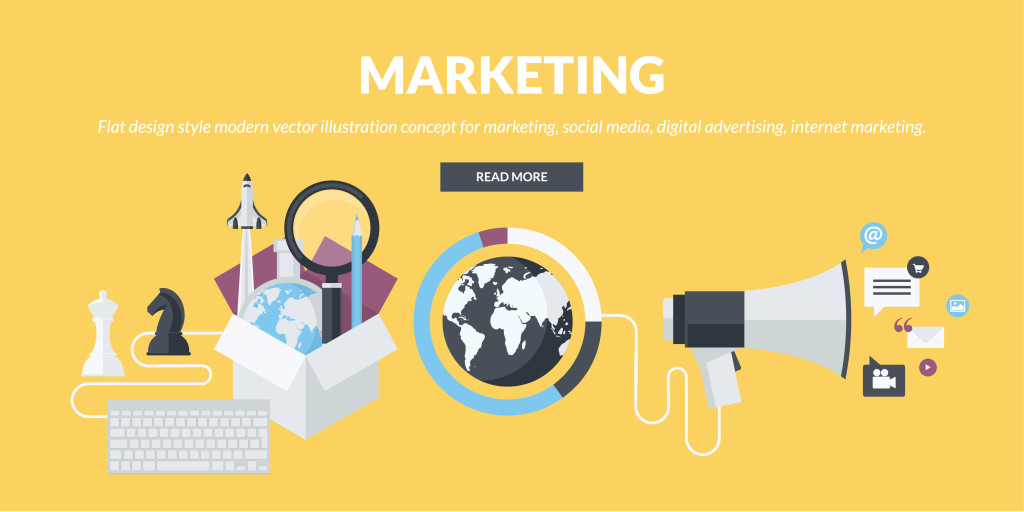 MARKETING
Flat design style modern vector illustration concept for marketing, social media, digital advertising, internet marketing.
READ MORE
@
“